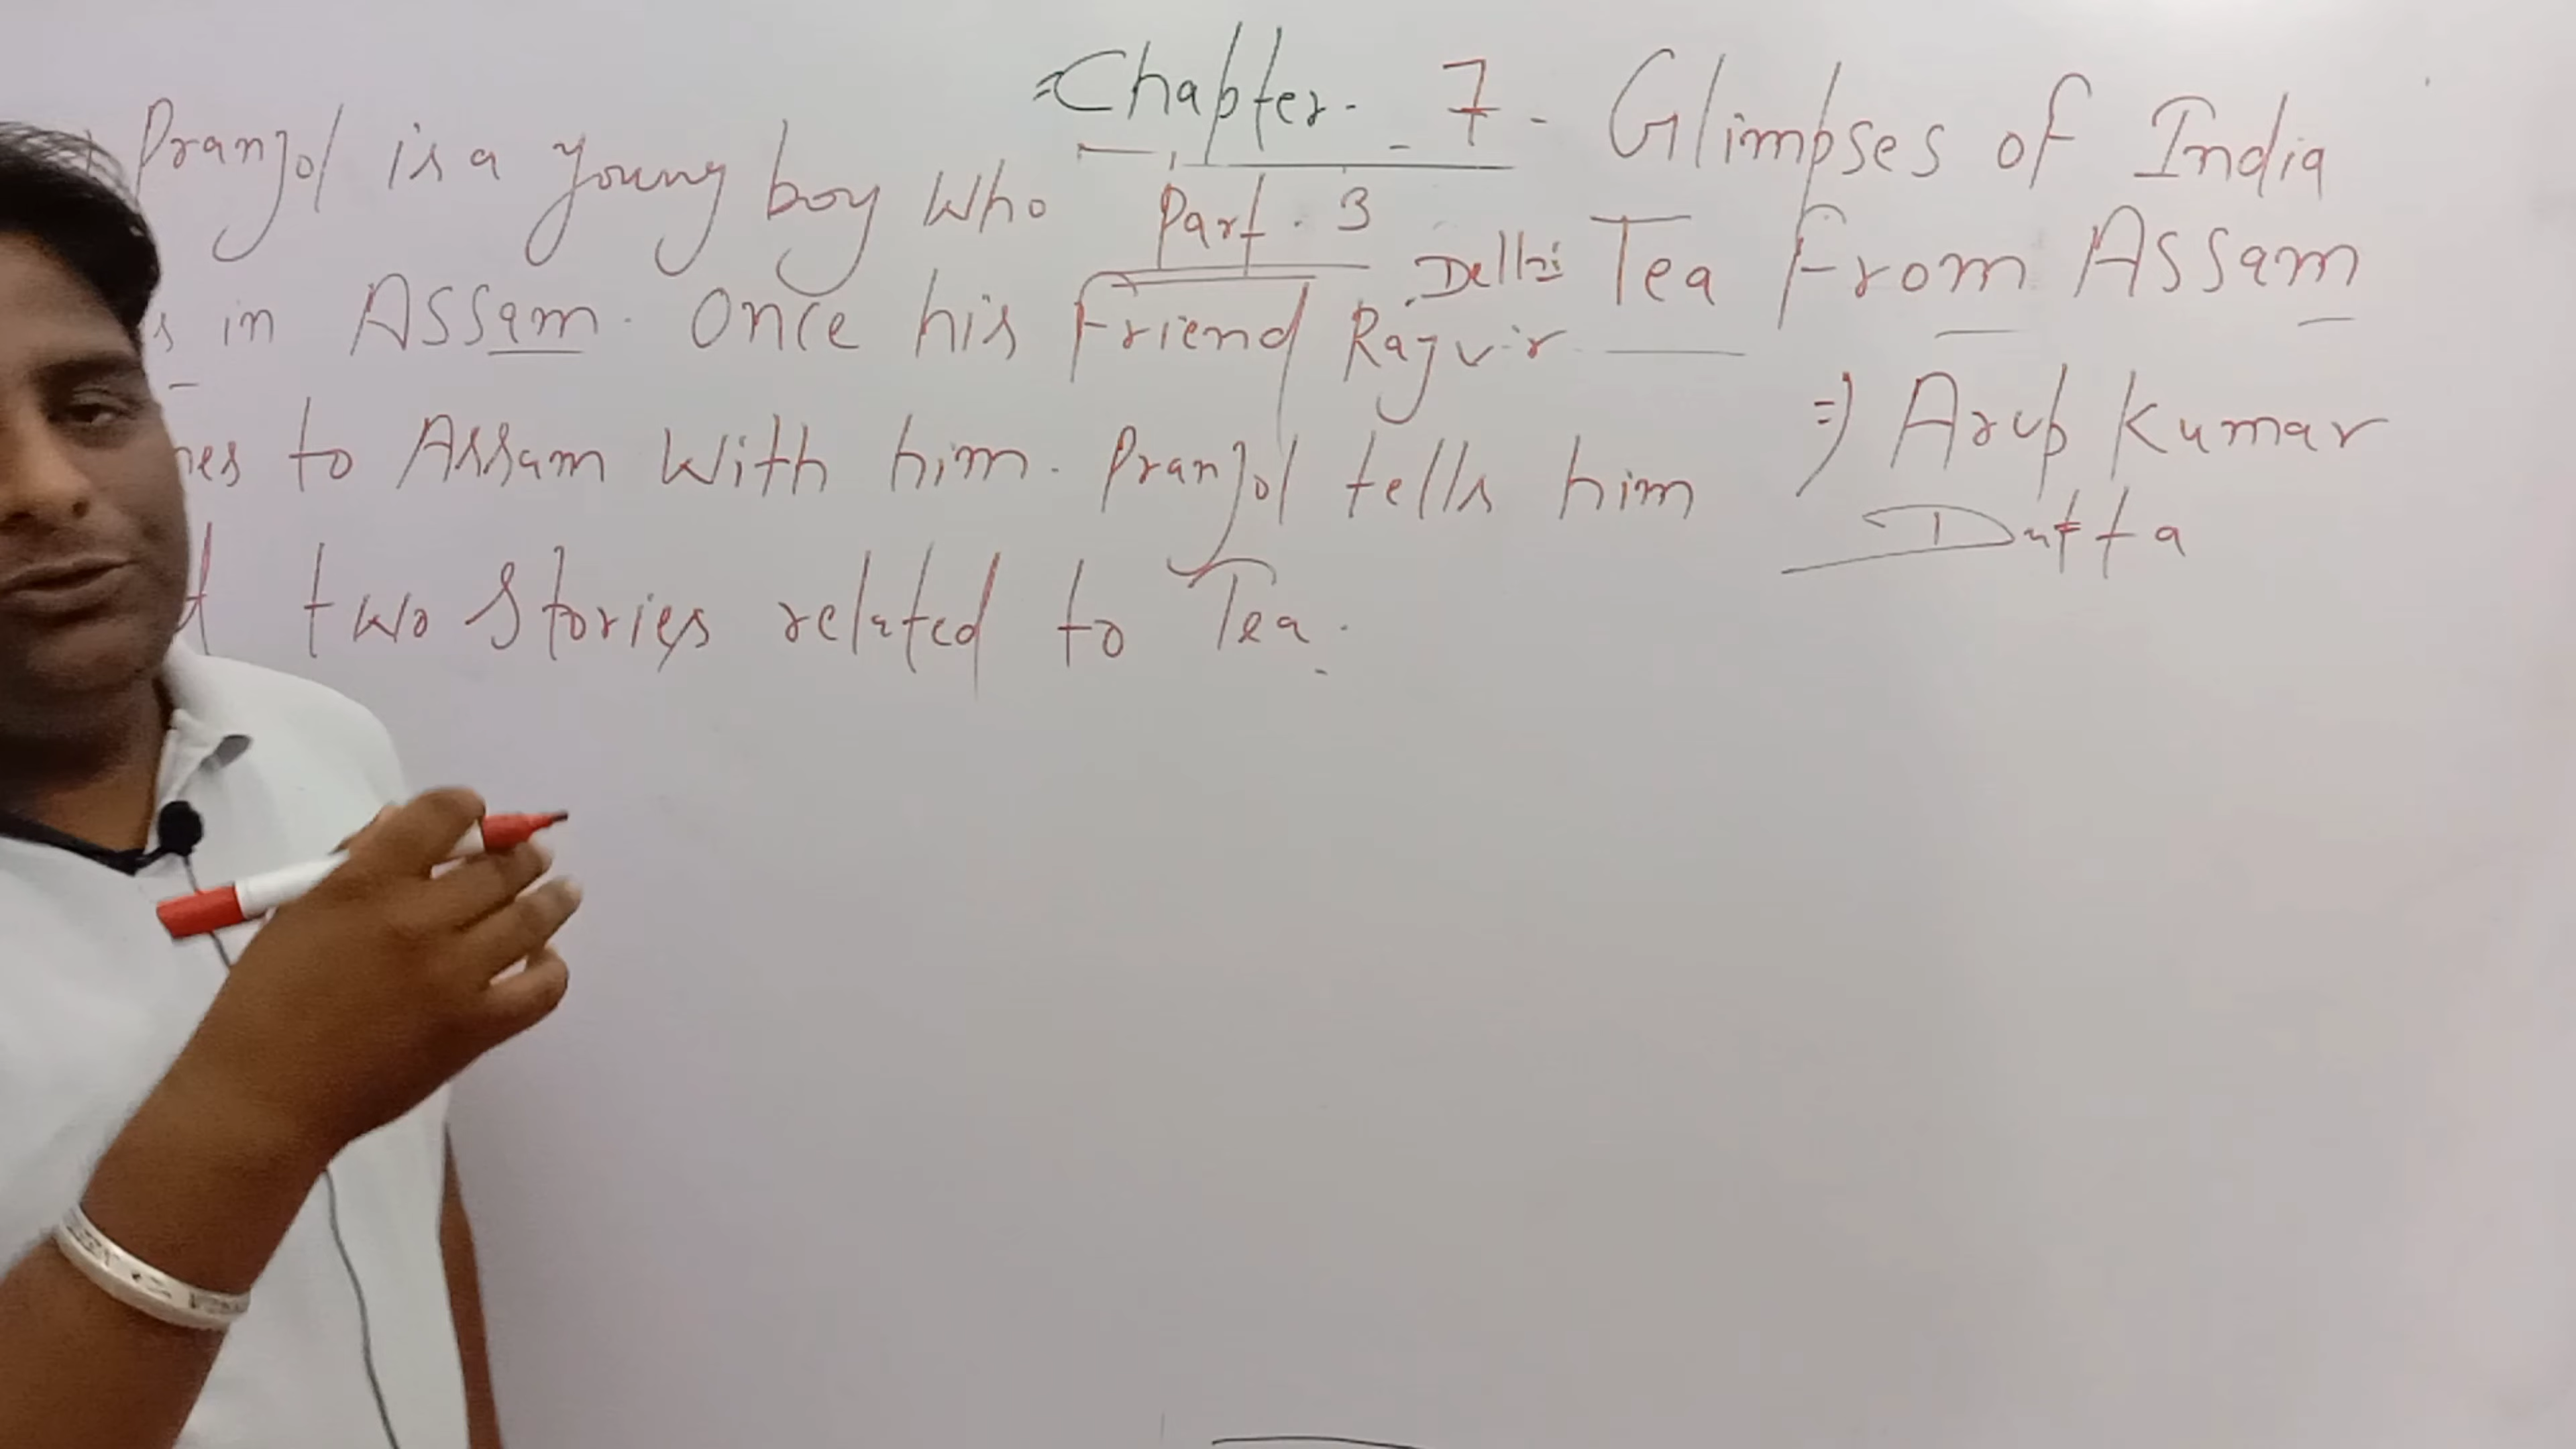 Chapter - 7 - Glimpses of India
Part - 3
Tea From Assam
=) Arup Kumar
Dutta
Pranjol is a young boy who
in Assam. Once his Friend Rajvir
Delhi
to Assam with him. Pranjol tells him
two Stories related to Tea.